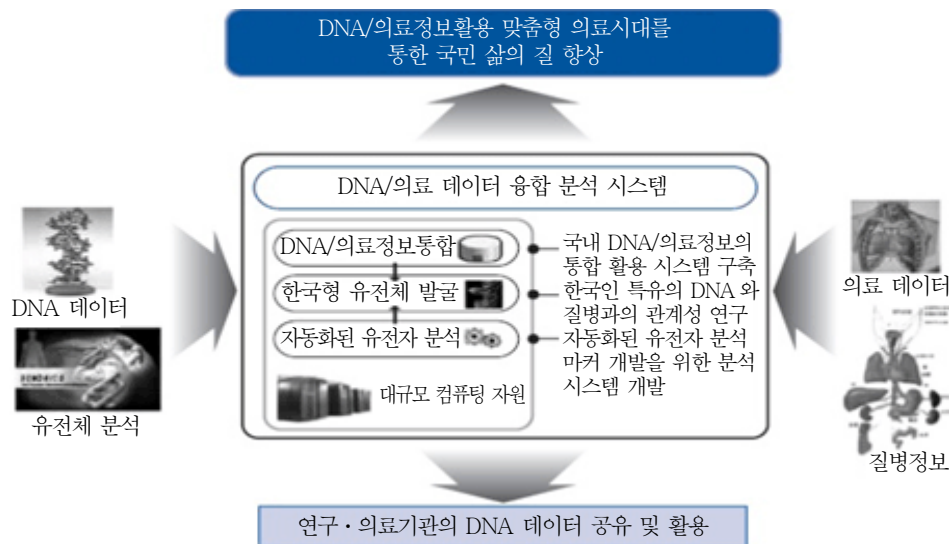 DNA/의료정보활용 맞춤형 의료시대를
통한 국민 삶의 질 향상
DNA/의료 데이터 융합 분석 시스템
DNA/의료정보통합
한국형 유전체 발굴
자동화된 유전자 분석
대규모 컴퓨팅 자원
국내 DNA/의료정보의
통합 활용 시스템 구축
한국인 특유의 DNA와
질병과의 관계성 연구
자동화된 유전자 분석
마커 개발을 위한 분석
시스템 개발
DNA 데이터
유전체 분석
의료 데이터
질병정보
연구·의료기관의 DNA 데이터 공유 및 활용